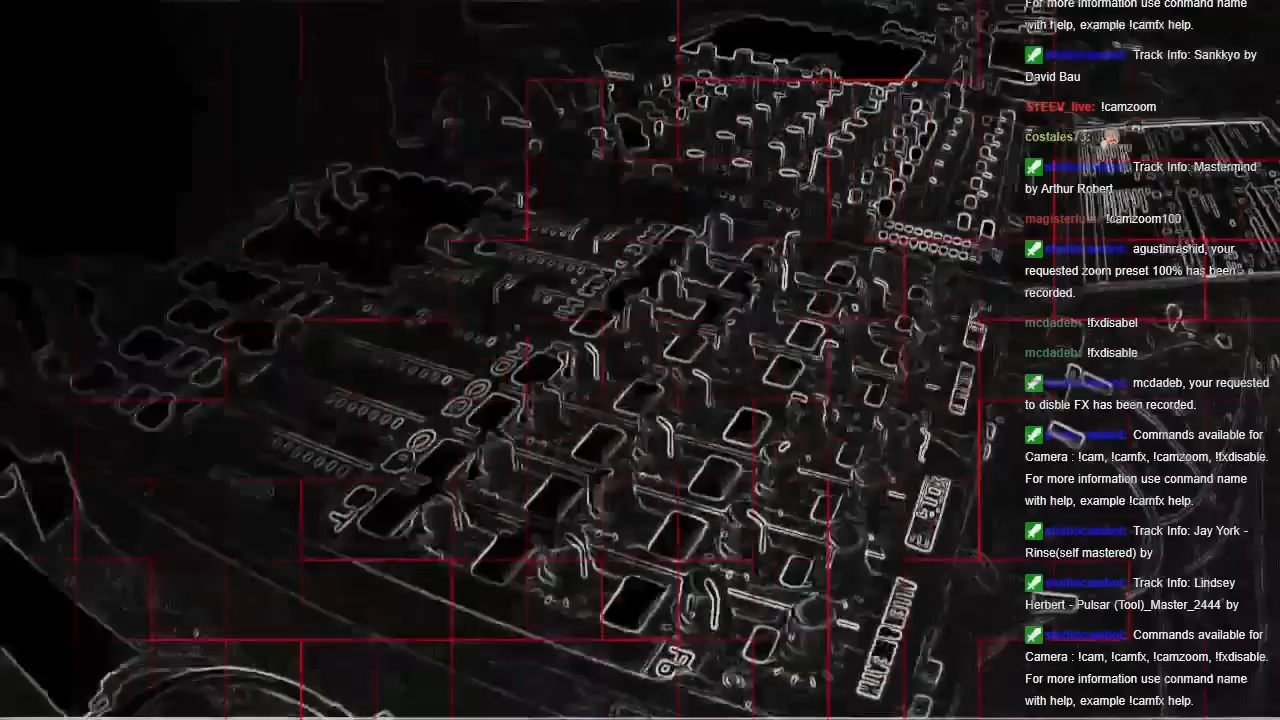 For more information use command name
with help, example !camfx help.
Track Info: Sankkyo by
David Bau
STEEV_live: !camzoom
costales73:
Track Info: Mastermind
by Arthur Robert
!camzoom100
agustinrashid, your
requested zoom preset 100% has been
recorded.
mcdadeb: !fxdisabel
mcdadeb: !fxdisable
mcdadeb, your requested
to disble FX has been recorded.
Commands available for
Camera : !cam, !camfx, !camzoom, !fxdisable.
For more information use conmand name
with help, example !camfx help.
Track Info: Jay York -
Rinse(self mastered) by
Track Info: Lindsey
Herbert - Pulsar (Tool)_Master_2444 by
Commands available for
Camera : !cam, !camfx, !camzoom, !fxdisable.
For more information use conmand name
with help, example !camfx help.